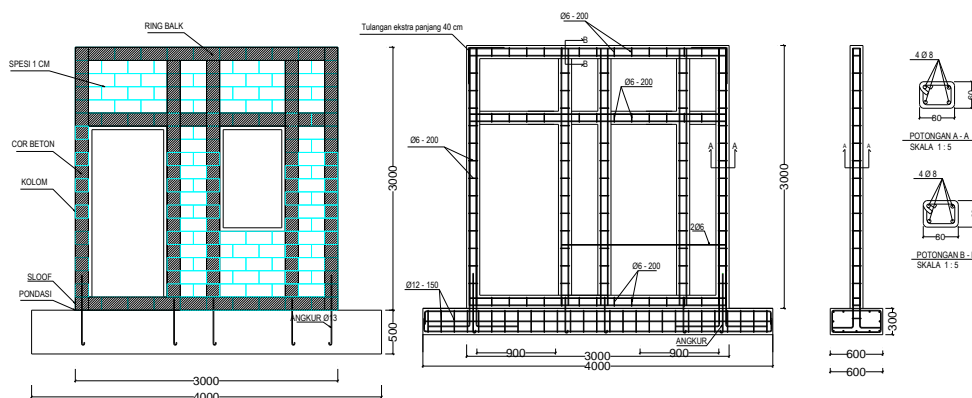 RING BALK
SPESI 1 CM
COR BETON
KOLOM
SLOOF
PONDASI
ANGKUR Ø13
3000
500
3000
4000
Tulangan ekstra panjang 40 cm
Ø6 - 200
B
B
Ø6 - 200
Ø6 - 200
A
A
2Ø6
Ø6 - 200
Ø12 - 150
ANGKUR
900
3000
900
4000
3000
A
A
300
600
600
4 Ø 8
60
60
POTONGAN A - A
SKALA 1 : 5
4 Ø 8
60
POTONGAN B -
SKALA 1 : 5